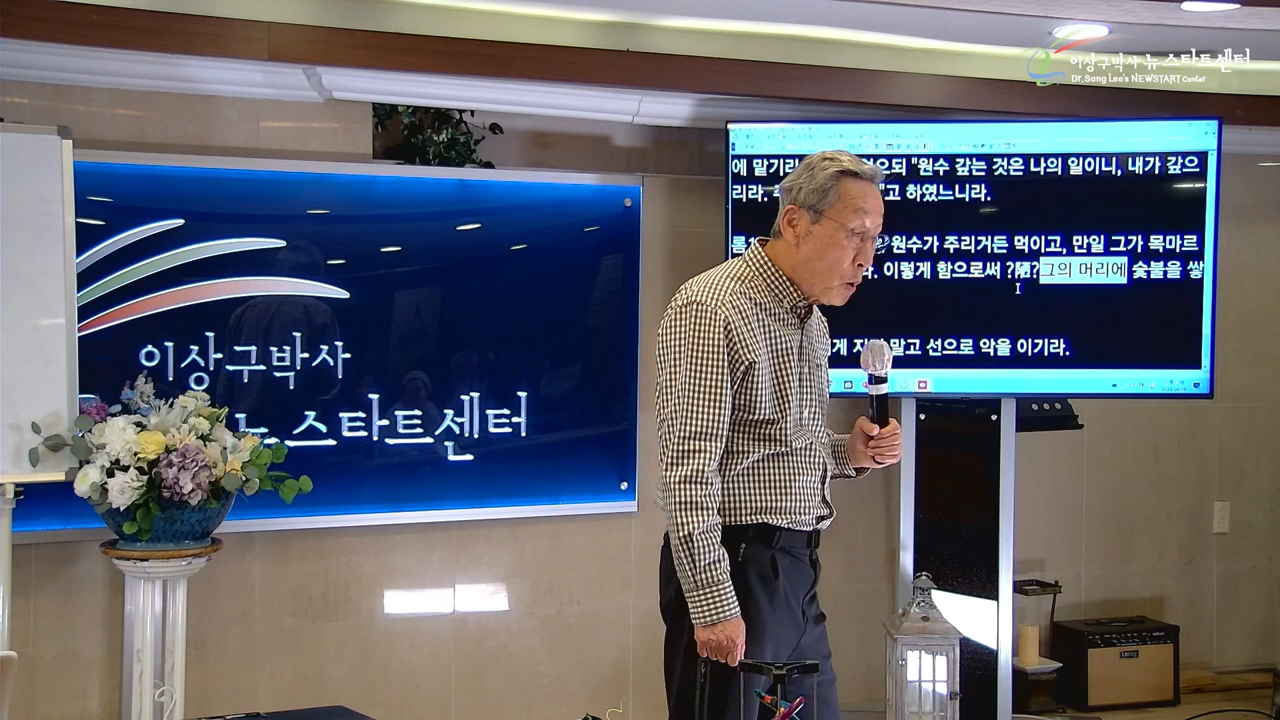 이상구박사 뉴스타트센터
Dr. Sang Lee's NEWSTART Center
에 맡기라 "원수 갚는 것은 나의 일이니, 내가 갚으
리라. 고 하였느니라.
원수가 주리거든 먹이고, 만일 그가 목마르
이렇게 함으로써 ?陋?그의 머리에 숯불을 쌓
말고 선으로 악을 이기라.
이상구박사
뉴스타트센터